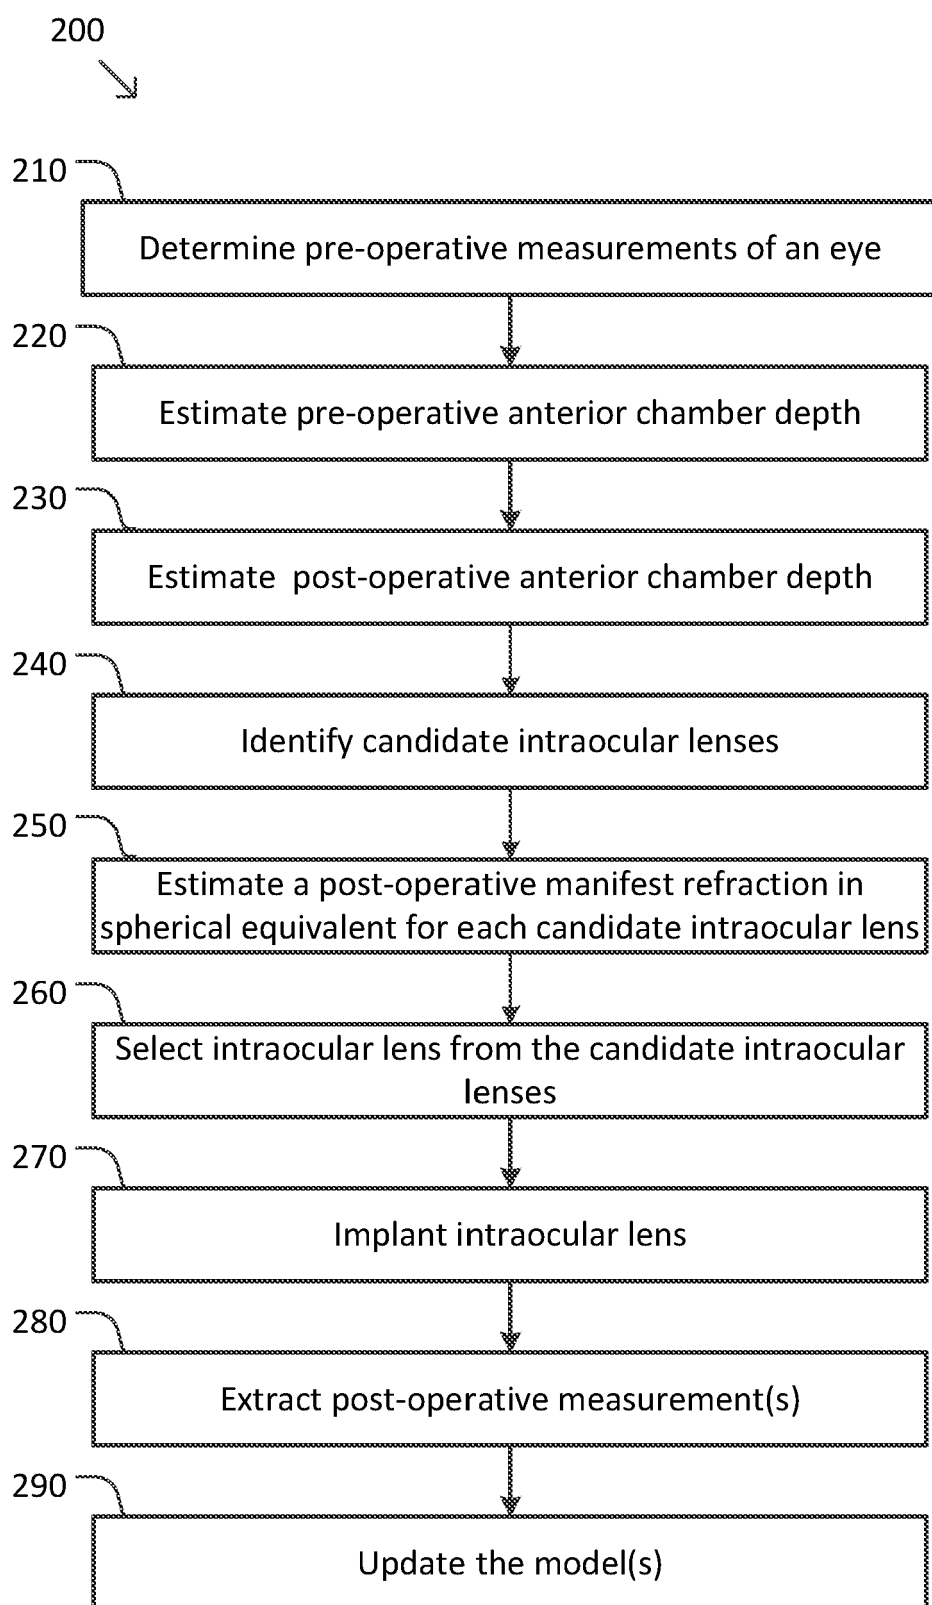 200
210
Determine pre-operative measurements of an eye
220
Estimate pre-operative anterior chamber depth
230
Estimate post-operative anterior chamber depth
240
Identify candidate intraocular lenses
250
Estimate a post-operative manifest refraction in
spherical equivalent for each candidate intraocular lens
260
Select intraocular lens from the candidate intraocular
lenses
270
Implant intraocular lens
280
Extract post-operative measurement(s)
290
Update the model(s)